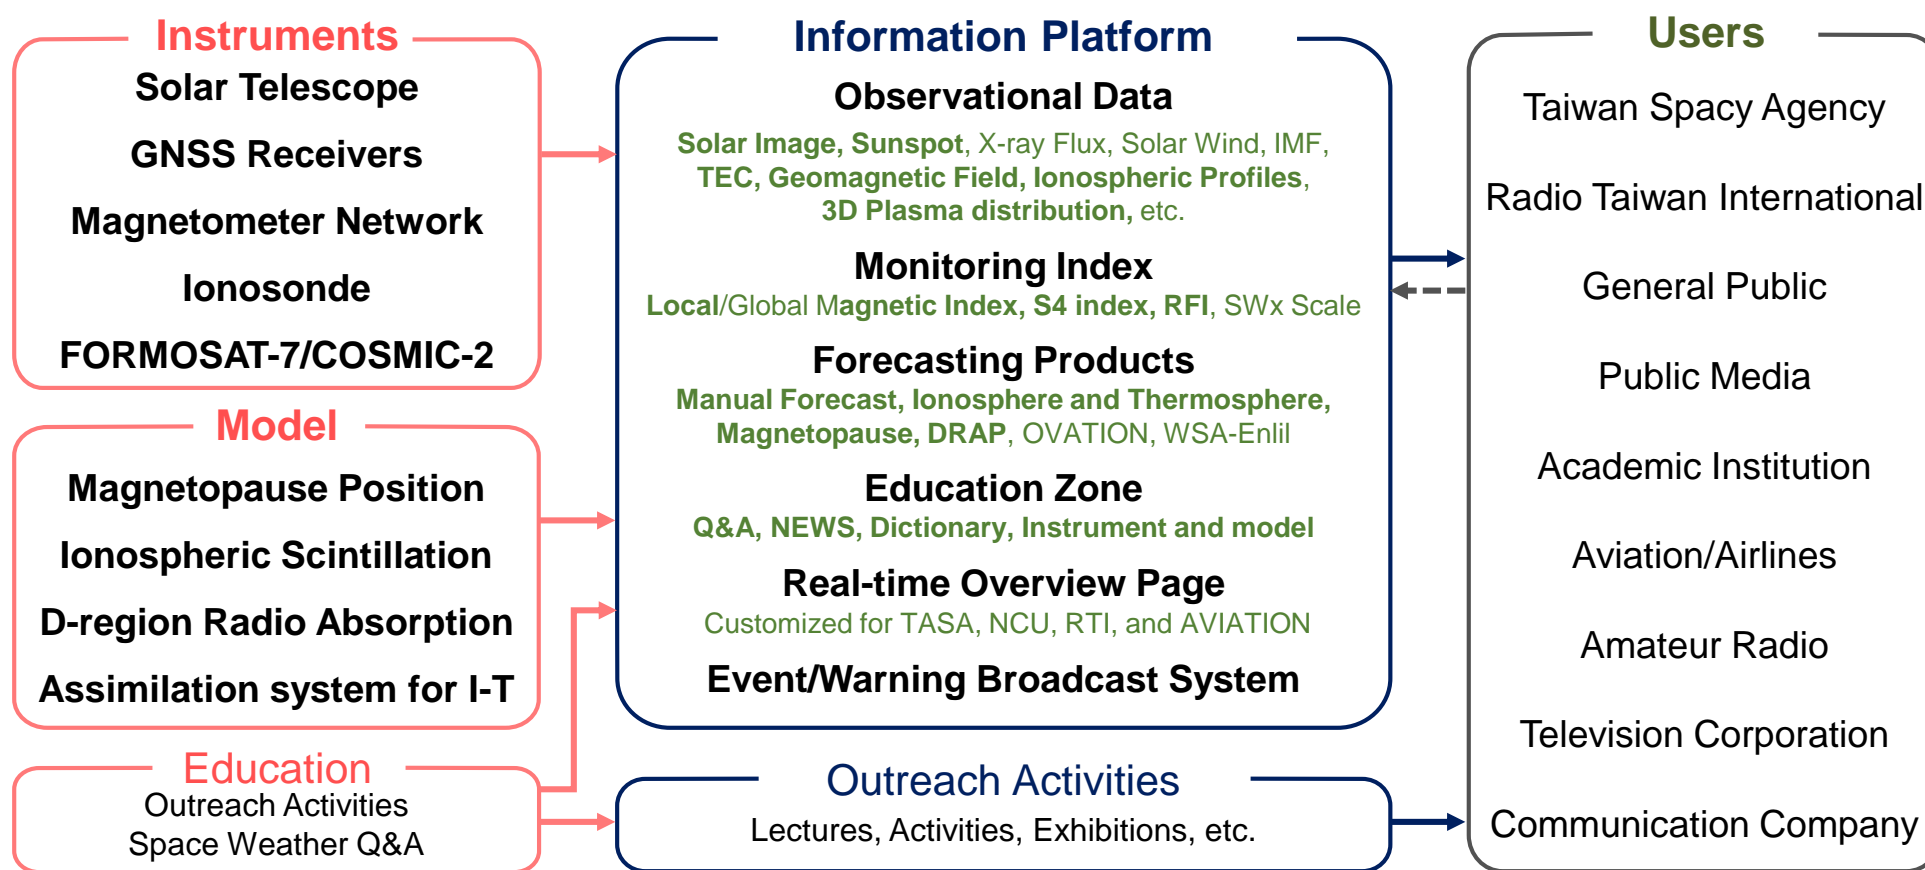 Instruments
Solar Telescope
GNSS Receivers
Magnetometer Network
Ionosonde
FORMOSAT-7/COSMIC-2
Model
Magnetopause Position
Ionospheric Scintillation
D-region Radio Absorption
Assimilation system for I-T
Education
Outreach Activities
Space Weather Q&A
Information Platform
Observational Data
Solar Image, Sunspot, X-ray Flux, Solar Wind, IMF,
TEC, Geomagnetic Field, Ionospheric Profiles,
3D Plasma distribution, etc.
Monitoring Index
Local/Global Magnetic Index, S4 index, RFI, SWx Scale
Forecasting Products
Manual Forecast, Ionosphere and Thermosphere,
Magnetopause, DRAP, OVATION, WSA-Enlil
Education Zone
Q&A, NEWS, Dictionary, Instrument and model
Real-time Overview Page
Customized for TASA, NCU, RTI, and AVIATION
Event/Warning Broadcast System
Outreach Activities
Lectures, Activities, Exhibitions, etc.
Users
Taiwan Spacy Agency
Radio Taiwan International
General Public
Public Media
Academic Institution
Aviation/Airlines
Amateur Radio
Television Corporation
Communication Company